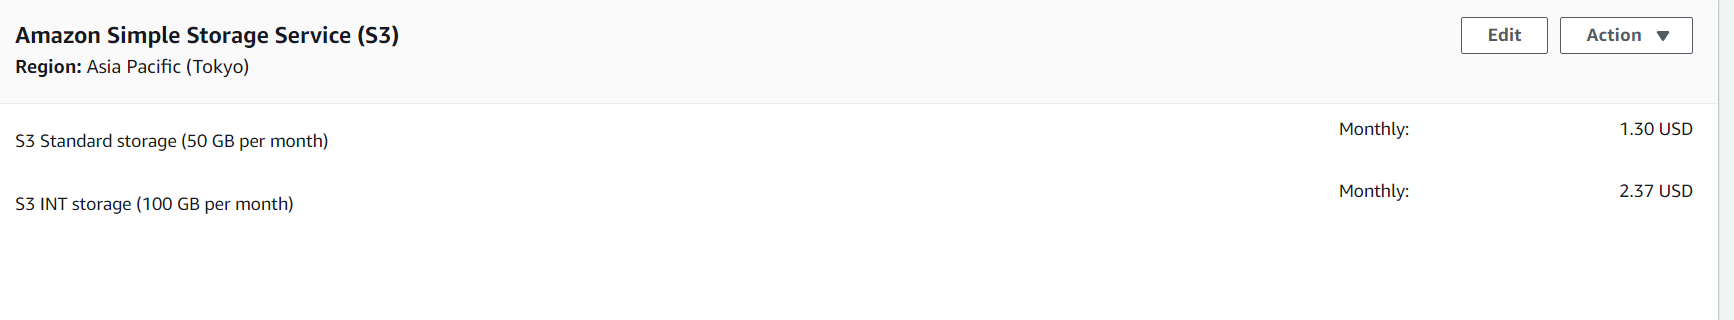 Amazon Simple Storage Service (S3)
Edit
Action
Region: Asia Pacific (Tokyo)
S3 Standard storage (50 GB per month)
Monthly:
1.30 USD
S3 INT storage (100 GB per month)
Monthly:
2.37 USD